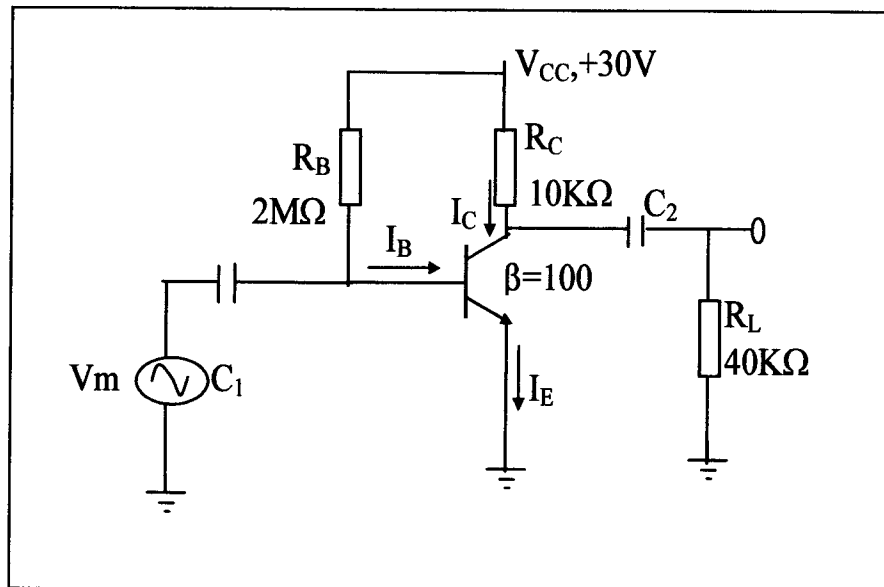 V_CC,+30V
R_B
2MΩ
R_C
10KΩ
I_C
C_2
I_B
β=100
R_L
40KΩ
Vm
C_1
I_E